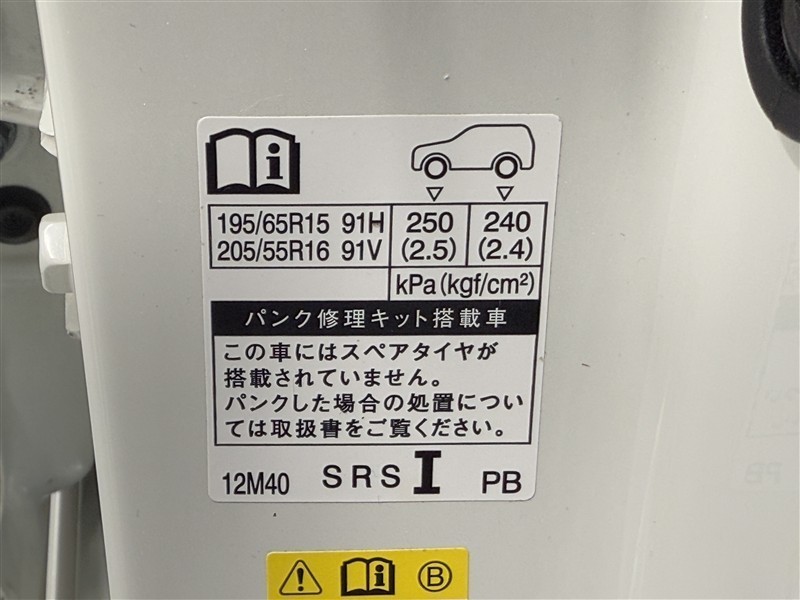 195/65R15 91H 250 240
205/55R16 91V (2.5) (2.4)
kPa(kgf/cm²)
パンク修理キット搭載車
この車にはスペアタイヤが
搭載されていません。
パンクした場合の処置につい
ては取扱書をご覧ください。
12M40 SRS I PB
B